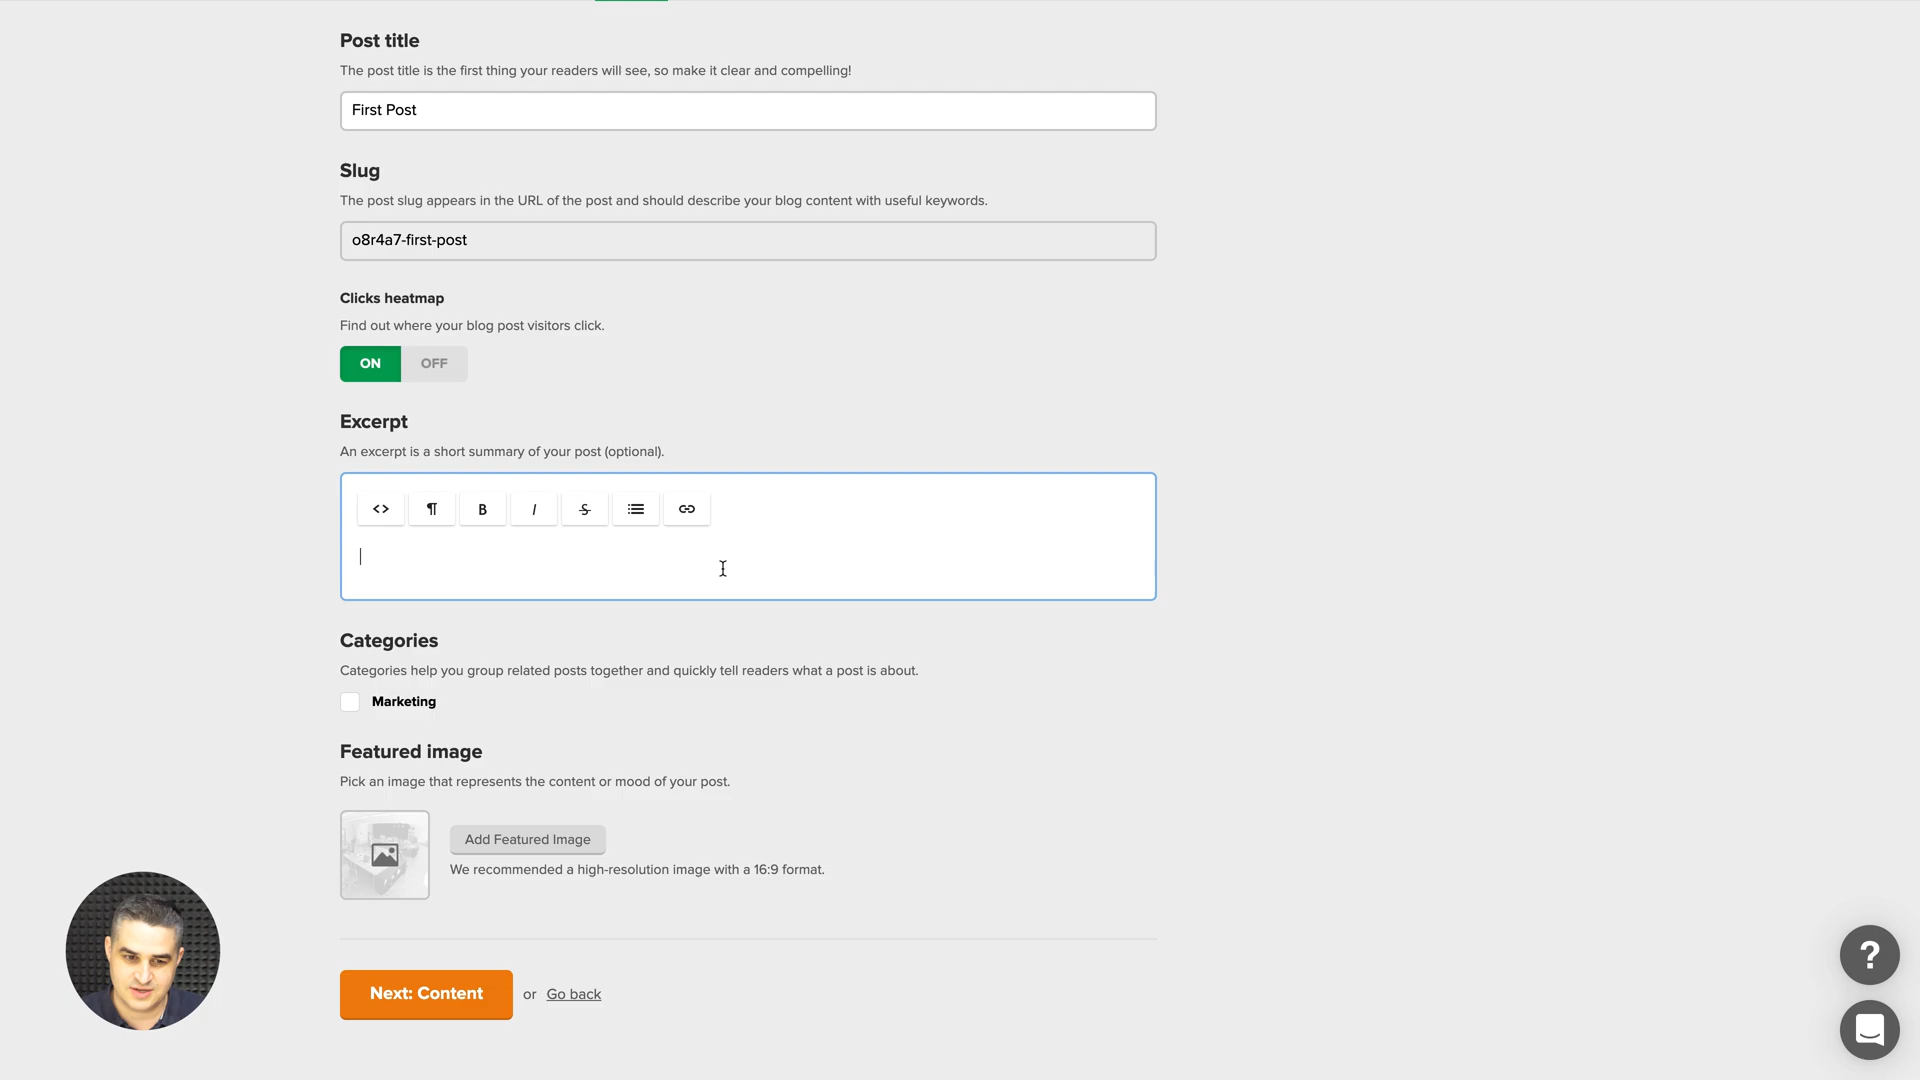 Post title
The post title is the first thing your readers will see, so make it clear and compelling!
First Post
Slug
The post slug appears in the URL of the post and should describe your blog content with useful keywords.
o8r4a7-first-post
Clicks heatmap
Find out where your blog post visitors click.
ON OFF
Excerpt
An excerpt is a short summary of your post (optional).
<> ¶ B I S
Categories
Categories help you group related posts together and quickly tell readers what a post is about.
Marketing
Featured image
Pick an image that represents the content or mood of your post.
Add Featured Image
We recommended a high-resolution image with a 16:9 format.
Next: Content or Go back
?